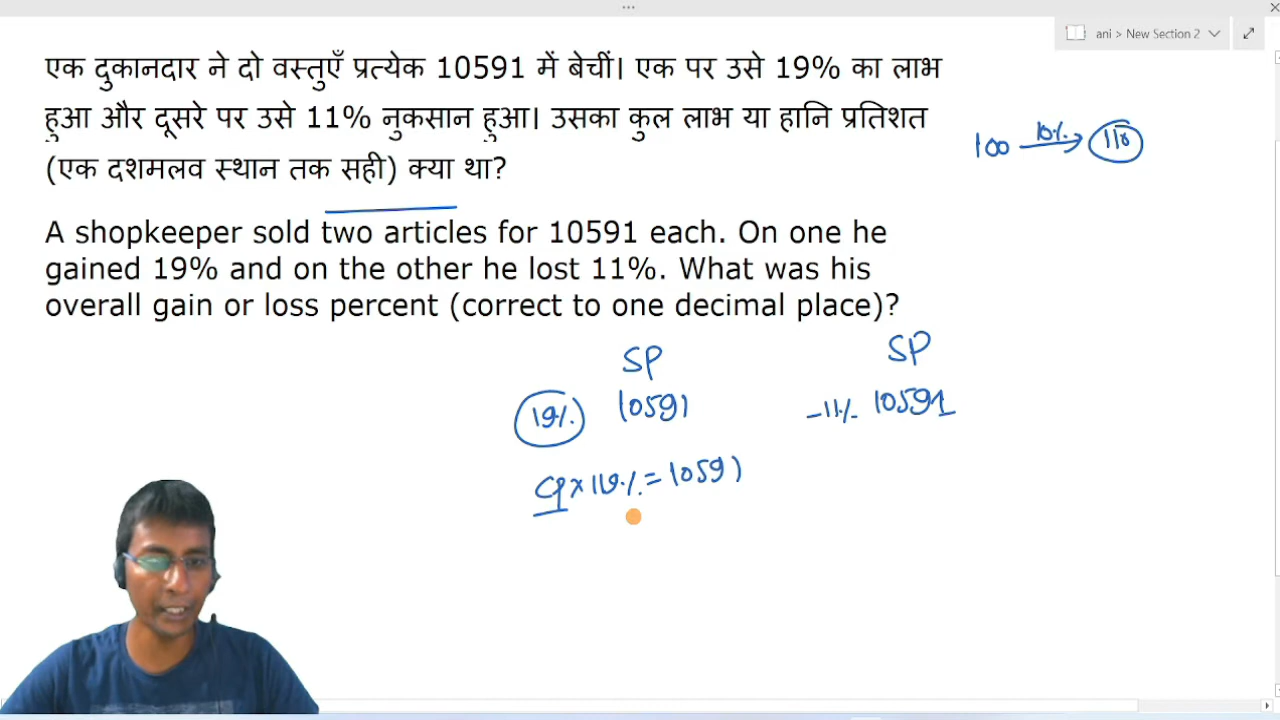 ani > New Section 2
एक दुकानदार ने दो वस्तुएँ प्रत्येक 10591 में बेचीं। एक पर उसे 19% का लाभ
हुआ और दूसरे पर उसे 11% नुकसान हुआ। उसका कुल लाभ या हानि प्रतिशत
(एक दशमलव स्थान तक सही) क्या था?
100 10% 110
A shopkeeper sold two articles for 10591 each. On one he
gained 19% and on the other he lost 11%. What was his
overall gain or loss percent (correct to one decimal place)?
SP SP
19% 10591 -11% 10591
CP x 119% = 10591